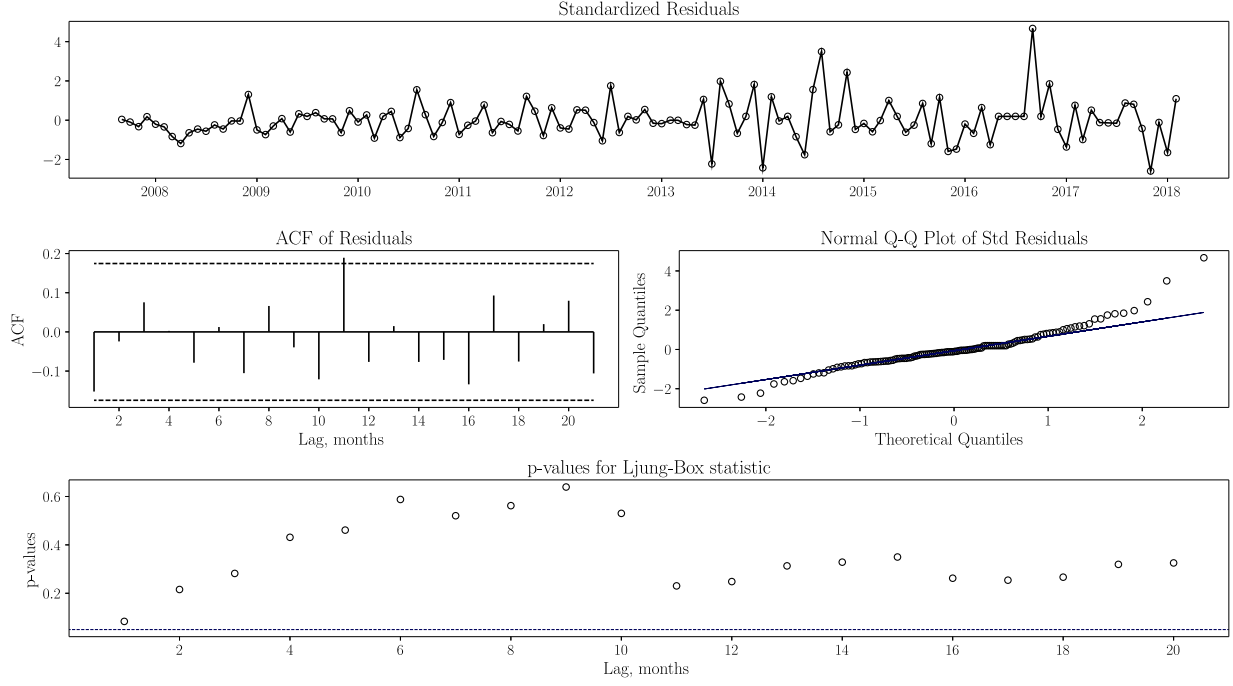 Standardized Residuals
4
2
0
−2
2008 2009 2010 2011 2012 2013 2014 2015 2016 2017 2018
ACF of Residuals
0.2
0.1
0.0
−0.1
ACF
2 4 6 8 10 12 14 16 18 20
Lag, months
Normal Q-Q Plot of Std Residuals
4
2
0
−2
Sample Quantiles
−2 −1 0 1 2
Theoretical Quantiles
p-values for Ljung-Box statistic
0.6
0.4
0.2
p-values
2 4 6 8 10 12 14 16 18 20
Lag, months